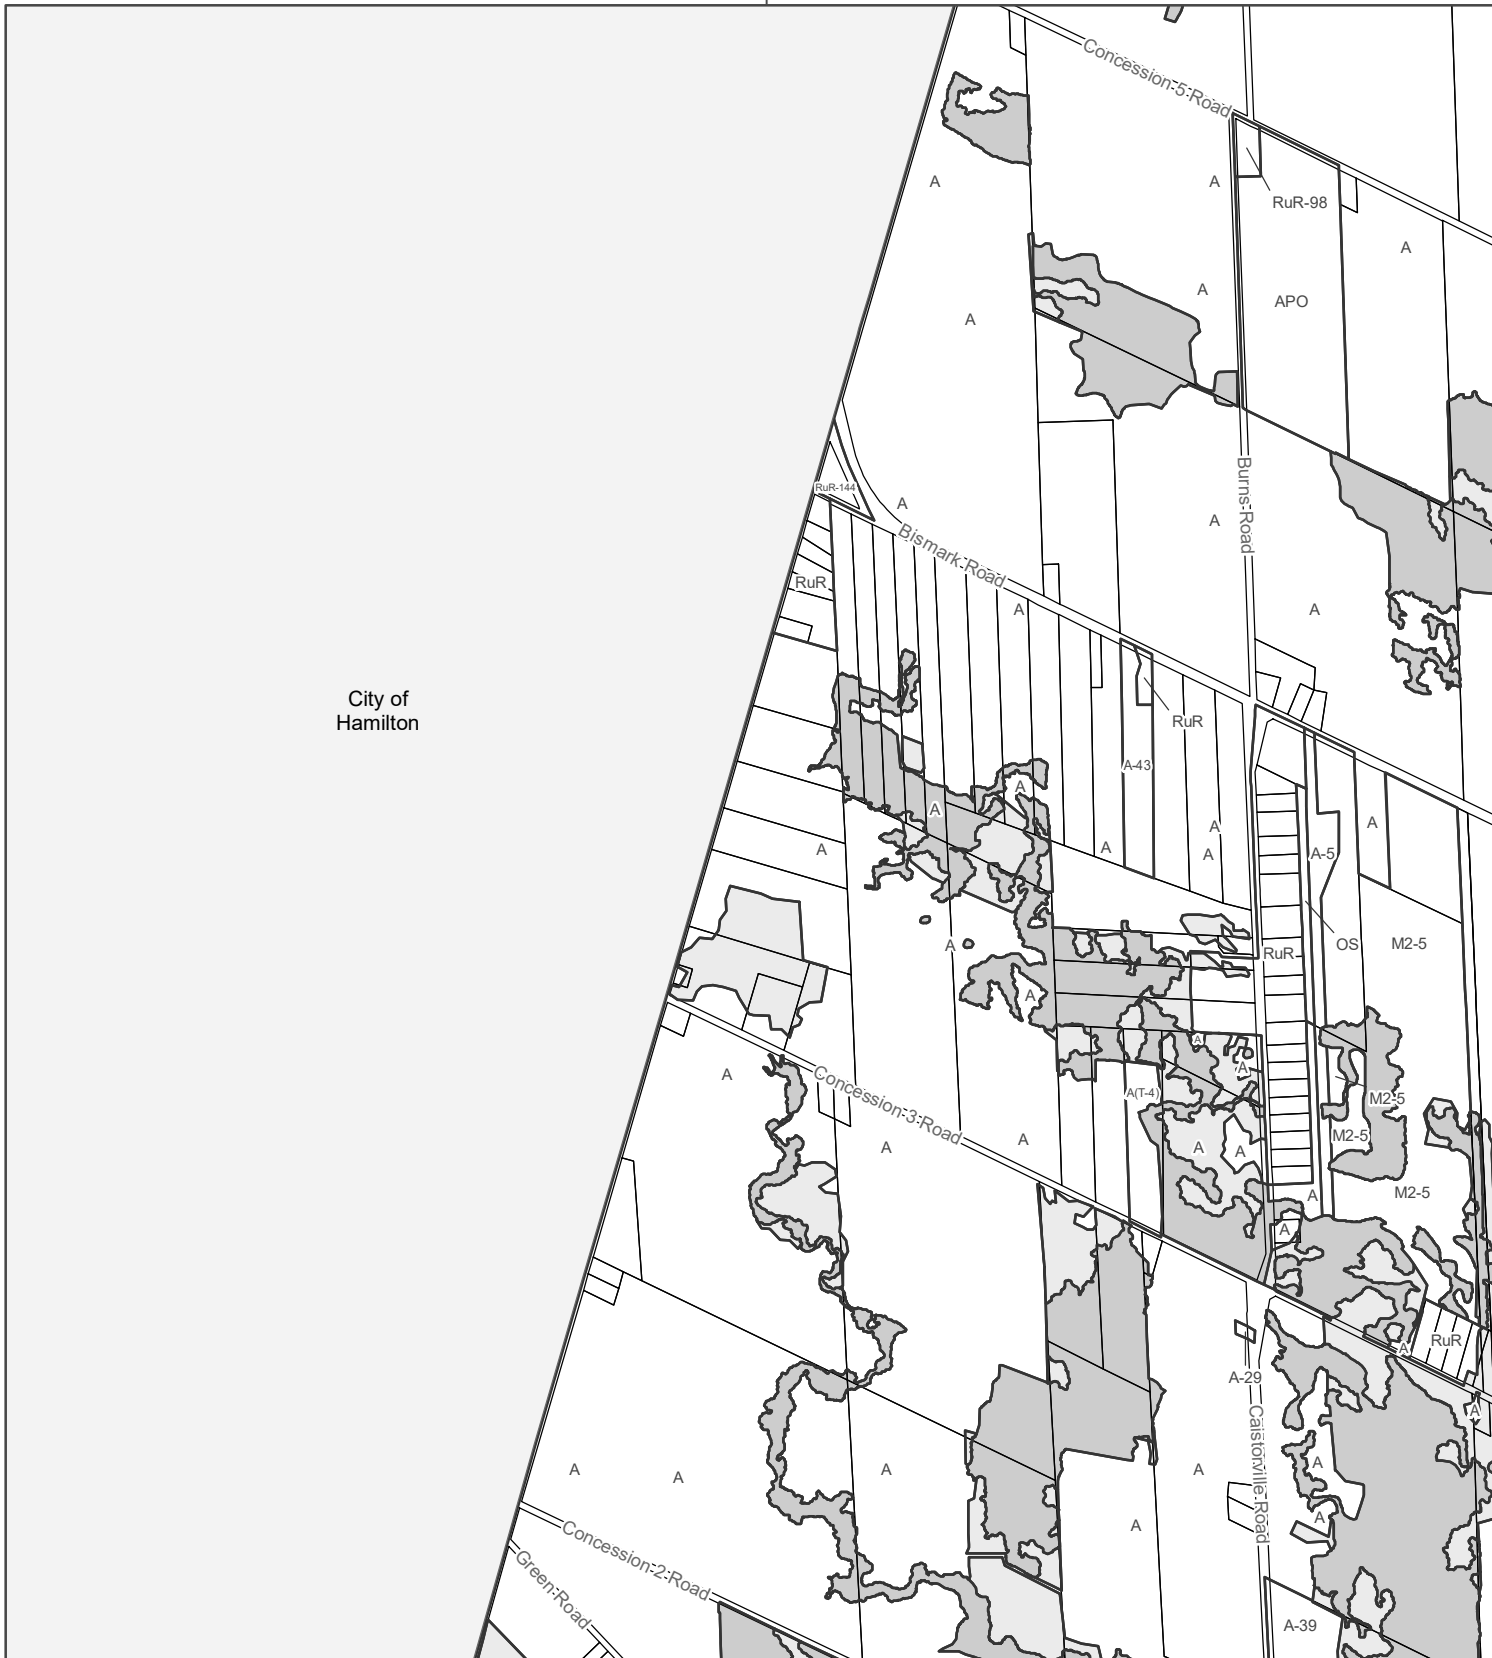 Concession 5 Road
A
A
RuR-98
A
A
APO
A
RuR-144
A
Bismark Road
Burns Road
A
RuR
A
A
City of
Hamilton
RuR
A-43
A
A
A
A
A
A
A
A-5
A
A
OS
M2-5
RuR
A
A
A
A
Concession 3 Road
A(T-4)
M2-5
M2-5
A
A
A
A
M2-5
A
A
A
RuR
A-29
A
Caistorville Road
A
A
A
A
A
A
A
Concession 2 Road
Green Road
A-39